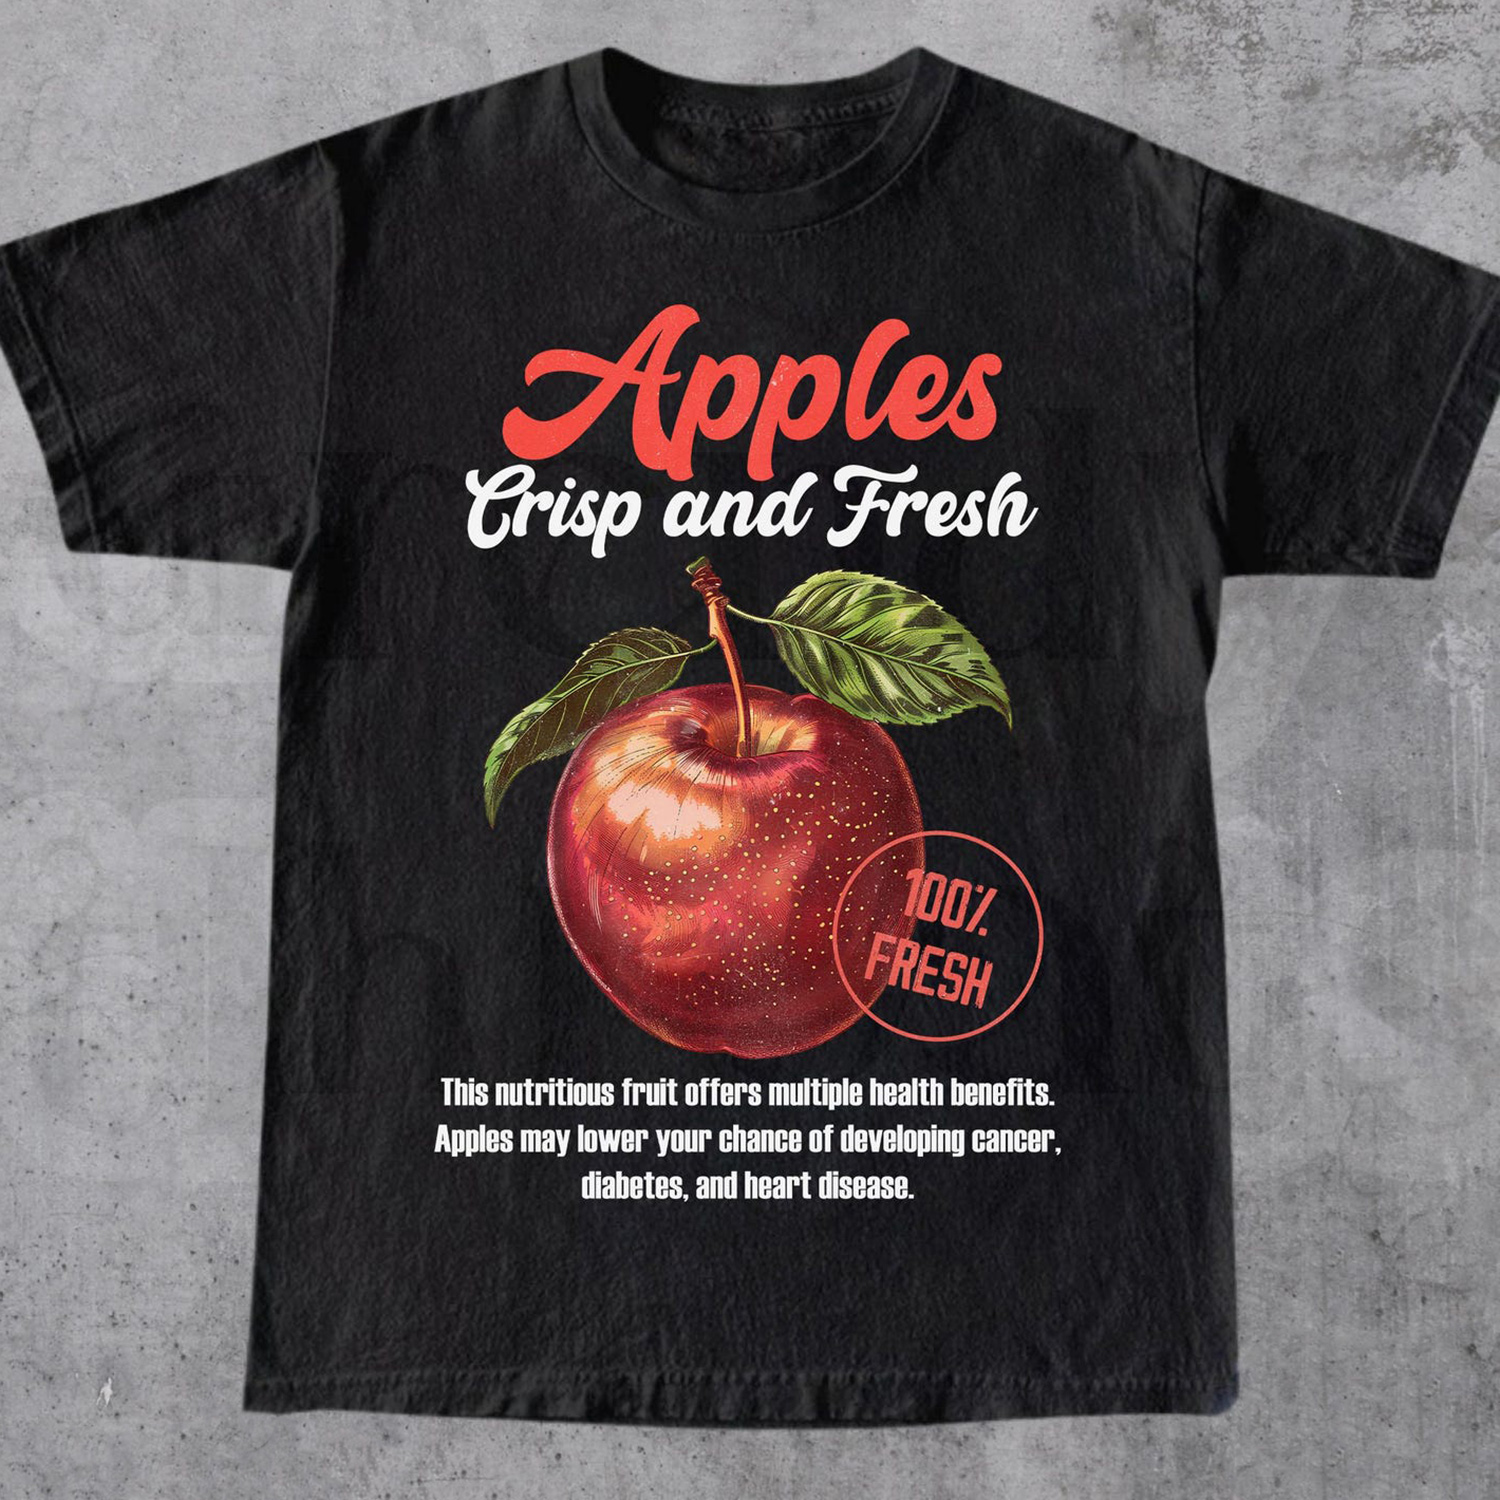 Apples
Crisp and Fresh
100%
FRESH
This nutritious fruit offers multiple health benefits.
Apples may lower your chance of developing cancer,
diabetes, and heart disease.